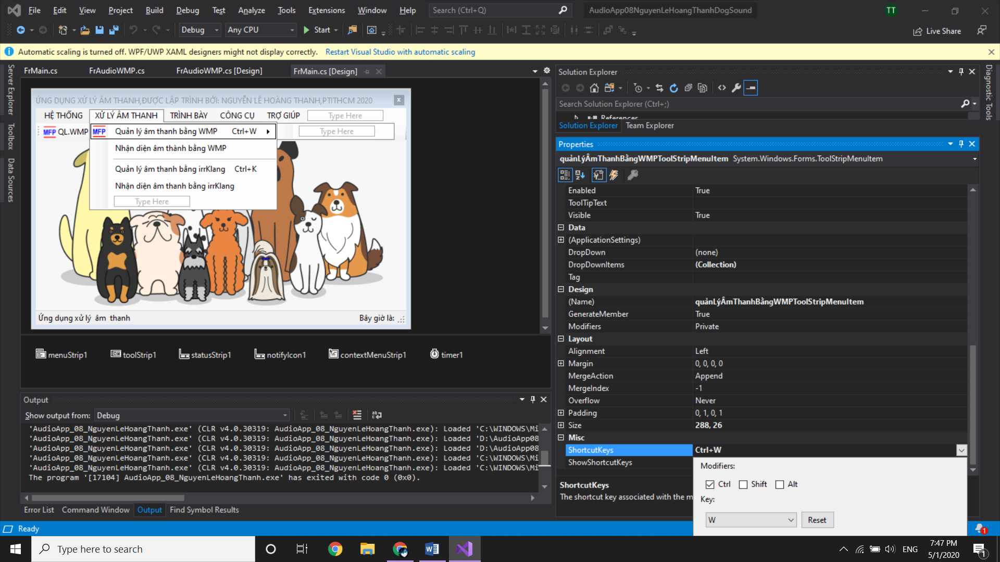 File Edit View Project Build Debug Test Analyze Tools Extensions Window Help Search (Ctrl+Q) AudioApp08NguyenLeHoangThanhDogSound TT
Debug Any CPU Start Live Share
Automatic scaling is turned off. WPF/UWP XAML designers might not display correctly. Restart Visual Studio with automatic scaling
Server Explorer
Toolbox
Data Sources
FrMain.cs FrAudioWMP.cs FrAudioWMP.cs [Design] FrMain.cs [Design]
ỨNG DỤNG XỬ LÝ ÂM THANH,ĐƯỢC LẬP TRÌNH BỞI: NGUYỄN LÊ HOÀNG THANH,PTITHCM 2020
HỆ THỐNG XỬ LÝ ÂM THANH TRÌNH BÀY CÔNG CỤ TRỢ GIÚP Type Here
MFP QL.WMP MFP Quản lý âm thanh bằng WMP Ctrl+W Type Here
Nhận diện âm thành bằng WMP
Quản lý âm thanh bằng irrKlang Ctrl+K
Nhận diện âm thanh bằng irrKlang
Type Here
Ứng dụng xử lý âm thanh Bây giờ là:
menuStrip1 toolStrip1 statusStrip1 notifyIcon1 contextMenuStrip1 timer1
Output
Show output from: Debug
'AudioApp_08_NguyenLeHoangThanh.exe' (CLR v4.0.30319: AudioApp_08_NguyenLeHoangThanh.exe): Loaded 'C:\WINDOWS\Mi
'AudioApp_08_NguyenLeHoangThanh.exe' (CLR v4.0.30319: AudioApp_08_NguyenLeHoangThanh.exe): Loaded 'D:\AudioApp08
'AudioApp_08_NguyenLeHoangThanh.exe' (CLR v4.0.30319: AudioApp_08_NguyenLeHoangThanh.exe): Loaded 'D:\AudioApp08
'AudioApp_08_NguyenLeHoangThanh.exe' (CLR v4.0.30319: AudioApp_08_NguyenLeHoangThanh.exe): Loaded 'C:\WINDOWS\Mi
'AudioApp_08_NguyenLeHoangThanh.exe' (CLR v4.0.30319: AudioApp_08_NguyenLeHoangThanh.exe): Loaded 'C:\WINDOWS\Mi
The program '[17104] AudioApp_08_NguyenLeHoangThanh.exe' has exited with code 0 (0x0).
Error List Command Window Output Find Symbol Results
Solution Explorer
Search Solution Explorer (Ctrl+;)
References
Solution Explorer Team Explorer
Diagnostic Tools
Properties
quảnLýÂmThanhBằngWMPToolStripMenuItem System.Windows.Forms.ToolStripMenuItem
Enabled True
ToolTipText
Visible True
Data
(ApplicationSettings)
DropDown (none)
DropDownItems (Collection)
Tag
Design
(Name) quảnLýÂmThanhBằngWMPToolStripMenuItem
GenerateMember True
Modifiers Private
Layout
Alignment Left
Margin 0, 0, 0, 0
MergeAction Append
MergeIndex -1
Overflow Never
Padding 0, 1, 0, 1
Size 288, 26
Misc
ShortcutKeys Ctrl+W
ShowShortcutKeys
Modifiers:
Ctrl Shift Alt
Key:
W Reset
ShortcutKeys
The shortcut key associated with the m
Ready 1
Type here to search ENG 7:47 PM
5/1/2020 1